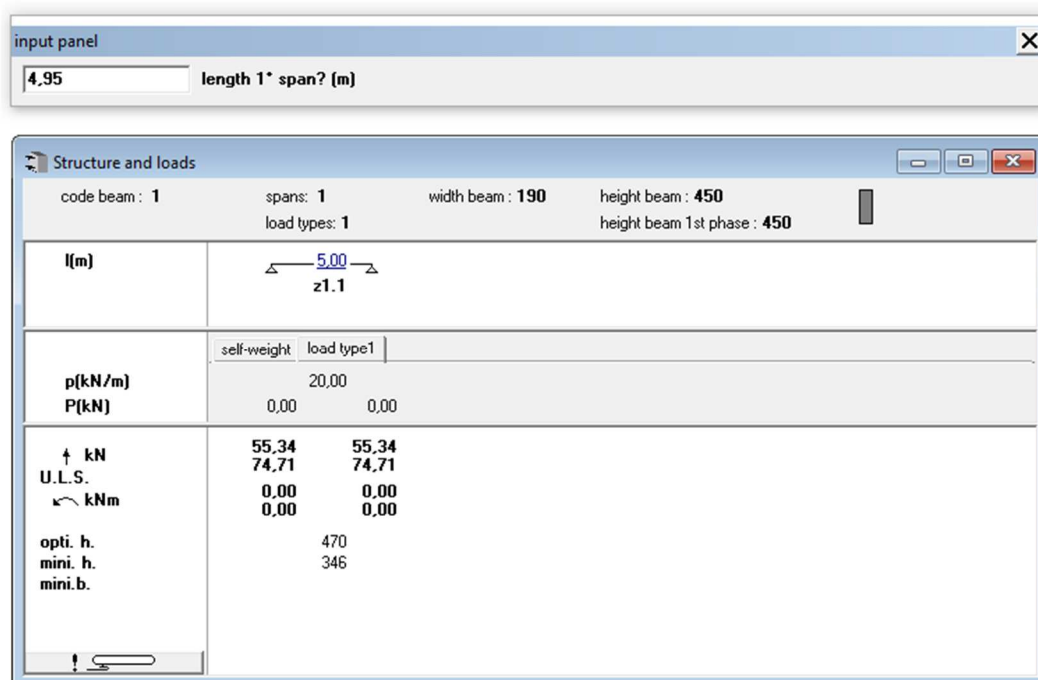 input panel
4,95 length 1* span? (m)
Structure and loads
code beam : 1 spans: 1 width beam : 190 height beam : 450
load types: 1 height beam 1st phase : 450
l(m) 5,00
z1.1
self-weight load type1
p(kN/m) 20,00
P(kN) 0,00 0,00
kN 55,34 55,34
74,71 74,71
U.L.S.
kNm 0,00 0,00
0,00 0,00
opti. h. 470
mini. h. 346
mini.b.
!